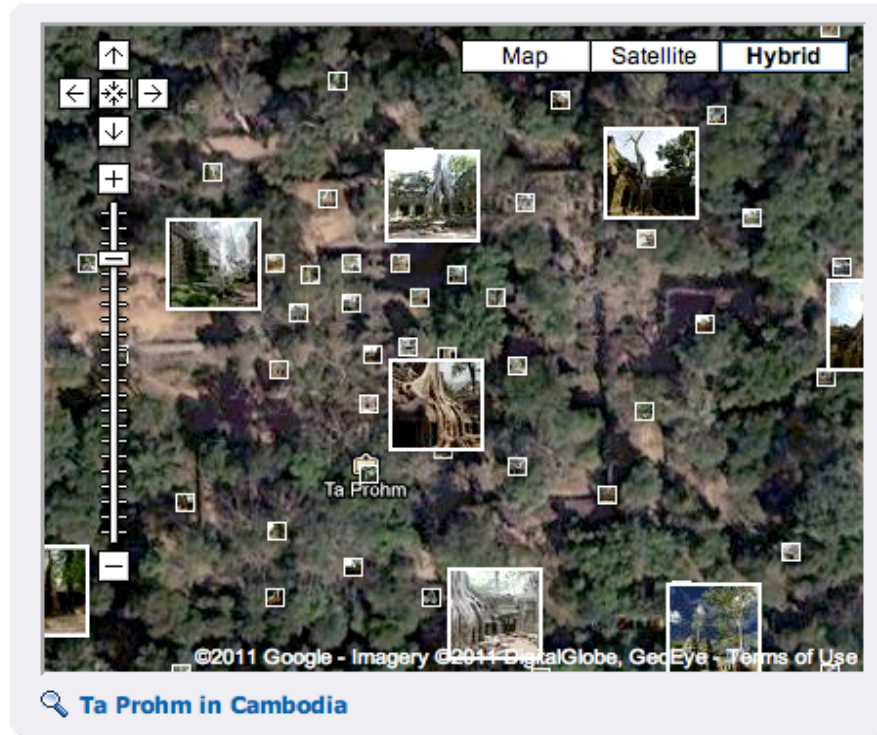 Map Satellite Hybrid
Ta Prohm
©2011 Google - Imagery ©2011 DigitalGlobe, GeoEye - Terms of Use
Ta Prohm in Cambodia